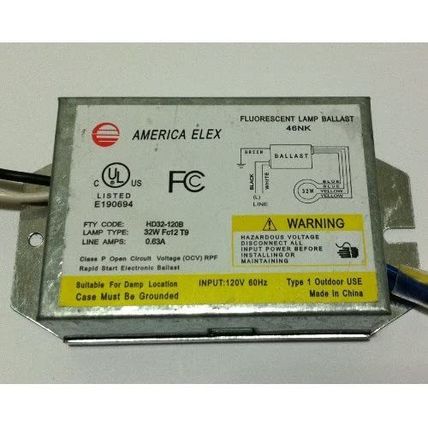 AMERICA ELEX
FLUORESCENT LAMP BALLAST
46NK
GREEN
BALLAST
BLACK
WHITE
(L)
LINE
32W
BLUE
BLUE
YELLOW
YELLOW
C UL US
LISTED
E190694
FC
FTY CODE: HD32-120B
LAMP TYPE: 32W Fc12 T9
LINE AMPS: 0.63A
Class P Open Circuit Voltage (OCV) RPF
Rapid Start Electronic Ballast
WARNING
HAZARDOUS VOLTAGE
DISCONNECT ALL
INPUT POWER BEFORE
INSTALLING OR
MAINTAINING
Suitable For Damp Location INPUT:120V 60Hz Type 1 Outdoor USE
Case Must Be Grounded Made in China